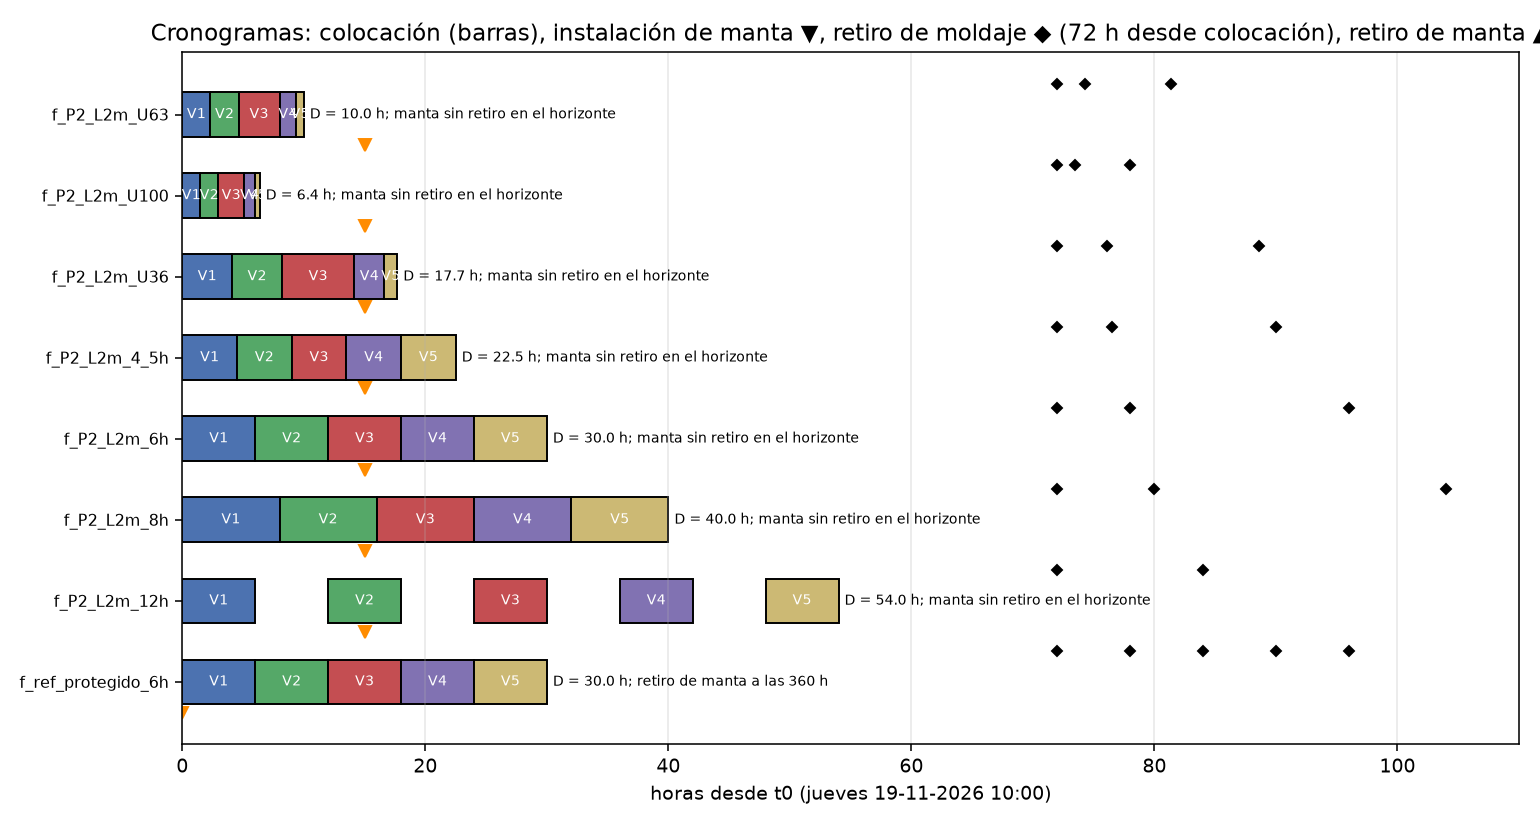 Cronogramas: colocación (barras), instalación de manta ▼, retiro de moldaje ◆ (72 h desde colocación), retiro de manta ▲
f_P2_L2m_U63
V1 V2 V3 V4 V5 D = 10.0 h; manta sin retiro en el horizonte
f_P2_L2m_U100
V1 V2 V3 V4 V5 D = 6.4 h; manta sin retiro en el horizonte
f_P2_L2m_U36
V1 V2 V3 V4 V5 D = 17.7 h; manta sin retiro en el horizonte
f_P2_L2m_4_5h
V1 V2 V3 V4 V5 D = 22.5 h; manta sin retiro en el horizonte
f_P2_L2m_6h
V1 V2 V3 V4 V5 D = 30.0 h; manta sin retiro en el horizonte
f_P2_L2m_8h
V1 V2 V3 V4 V5 D = 40.0 h; manta sin retiro en el horizonte
f_P2_L2m_12h
V1 V2 V3 V4 V5 D = 54.0 h; manta sin retiro en el horizonte
f_ref_protegido_6h
V1 V2 V3 V4 V5 D = 30.0 h; retiro de manta a las 360 h
0 20 40 60 80 100
horas desde t0 (jueves 19-11-2026 10:00)